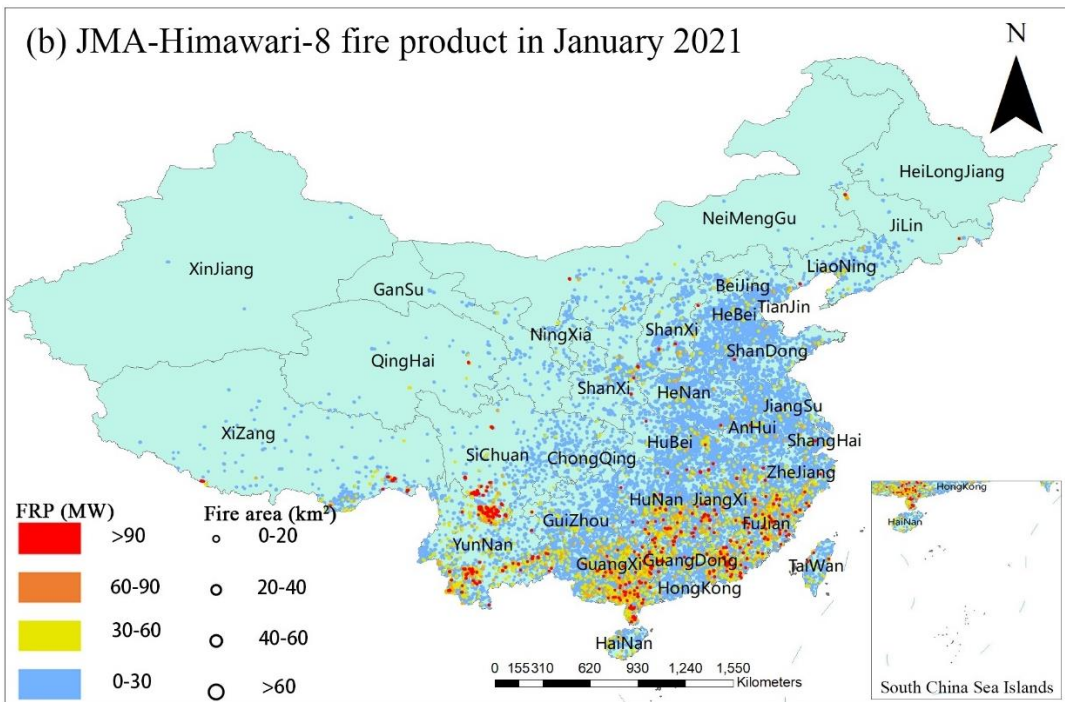 (b) JMA-Himawari-8 fire product in January 2021
N
HeiLongJiang
NeiMengGu
JiLin
XinJiang
LiaoNing
BeiJing
GanSu
TianJin
HeBei
NingXia
ShanXi
QingHai
ShanDong
ShanXi
HeNan
JiangSu
XiZang
AnHui
HuBei
ShangHai
SiChuan
ChongQing
ZheJiang
HuNan
JiangXi
GuiZhou
FuJian
YunNan
GuangXi
GuangDong
TaiWan
HongKong
HaiNan
FRP (MW)
>90
60-90
30-60
0-30
Fire area (km²)
0-20
20-40
40-60
>60
0 155310 620 930 1,240 1,550
Kilometers
HongKong
HaiNan
South China Sea Islands